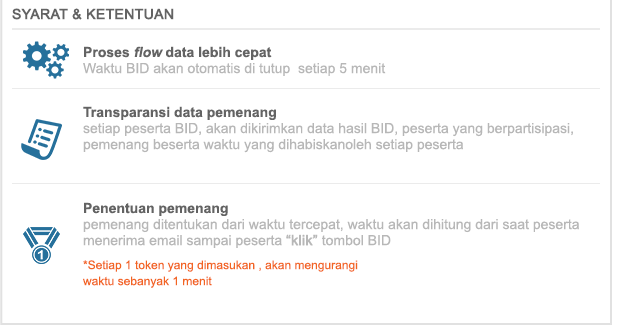 SYARAT & KETENTUAN
Proses flow data lebih cepat
Waktu BID akan otomatis di tutup  setiap 5 menit
Transparansi data pemenang
setiap peserta BID, akan dikirimkan data hasil BID, peserta yang berpartisipasi,
pemenang beserta waktu yang dihabiskanoleh setiap peserta
Penentuan pemenang
pemenang ditentukan dari waktu tercepat, waktu akan dihitung dari saat peserta
menerima email sampai peserta “klik” tombol BID
1
*Setiap 1 token yang dimasukan , akan mengurangi
waktu sebanyak 1 menit